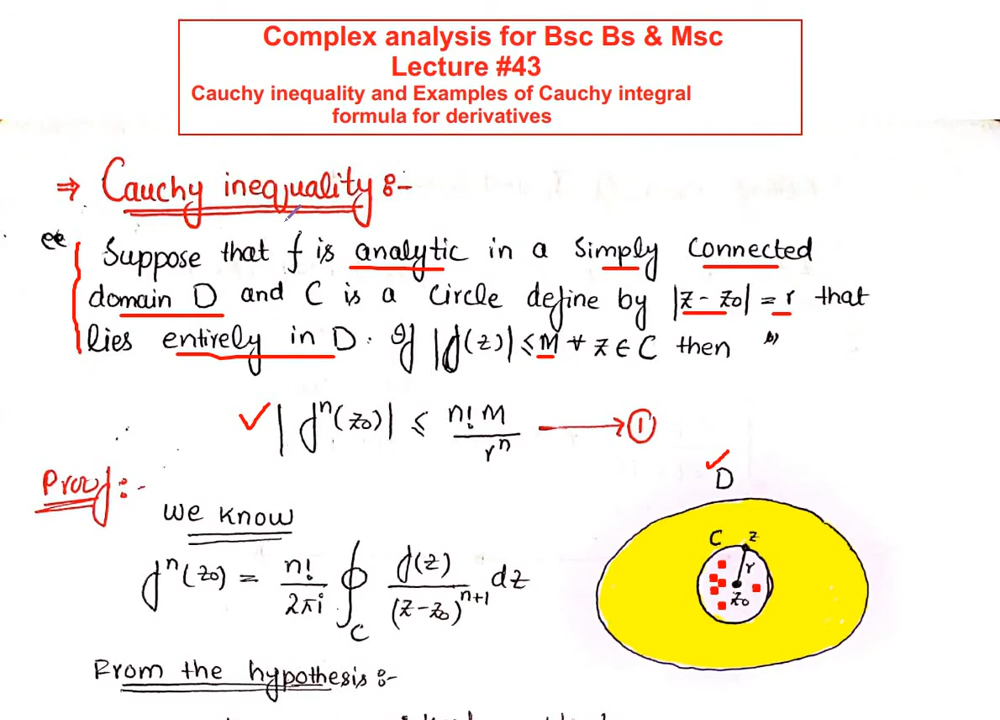 Complex analysis for Bsc Bs & Msc
Lecture #43
Cauchy inequality and Examples of Cauchy integral
formula for derivatives
⇒ Cauchy inequality :-
Suppose that f is analytic in a simply connected
domain D and C is a circle define by |z - z₀| = r that
lies entirely in D. If |f(z)| ≤ M ∀ z ∈ C then "
✓ |fⁿ(z₀)| ≤ n! M / rⁿ → ①
Proof :-
we know
fⁿ(z₀) = n!/2πi ∮_C f(z)/(z-z₀)ⁿ⁺¹ dz
✓
D
C z
r
z₀
From the hypothesis :-